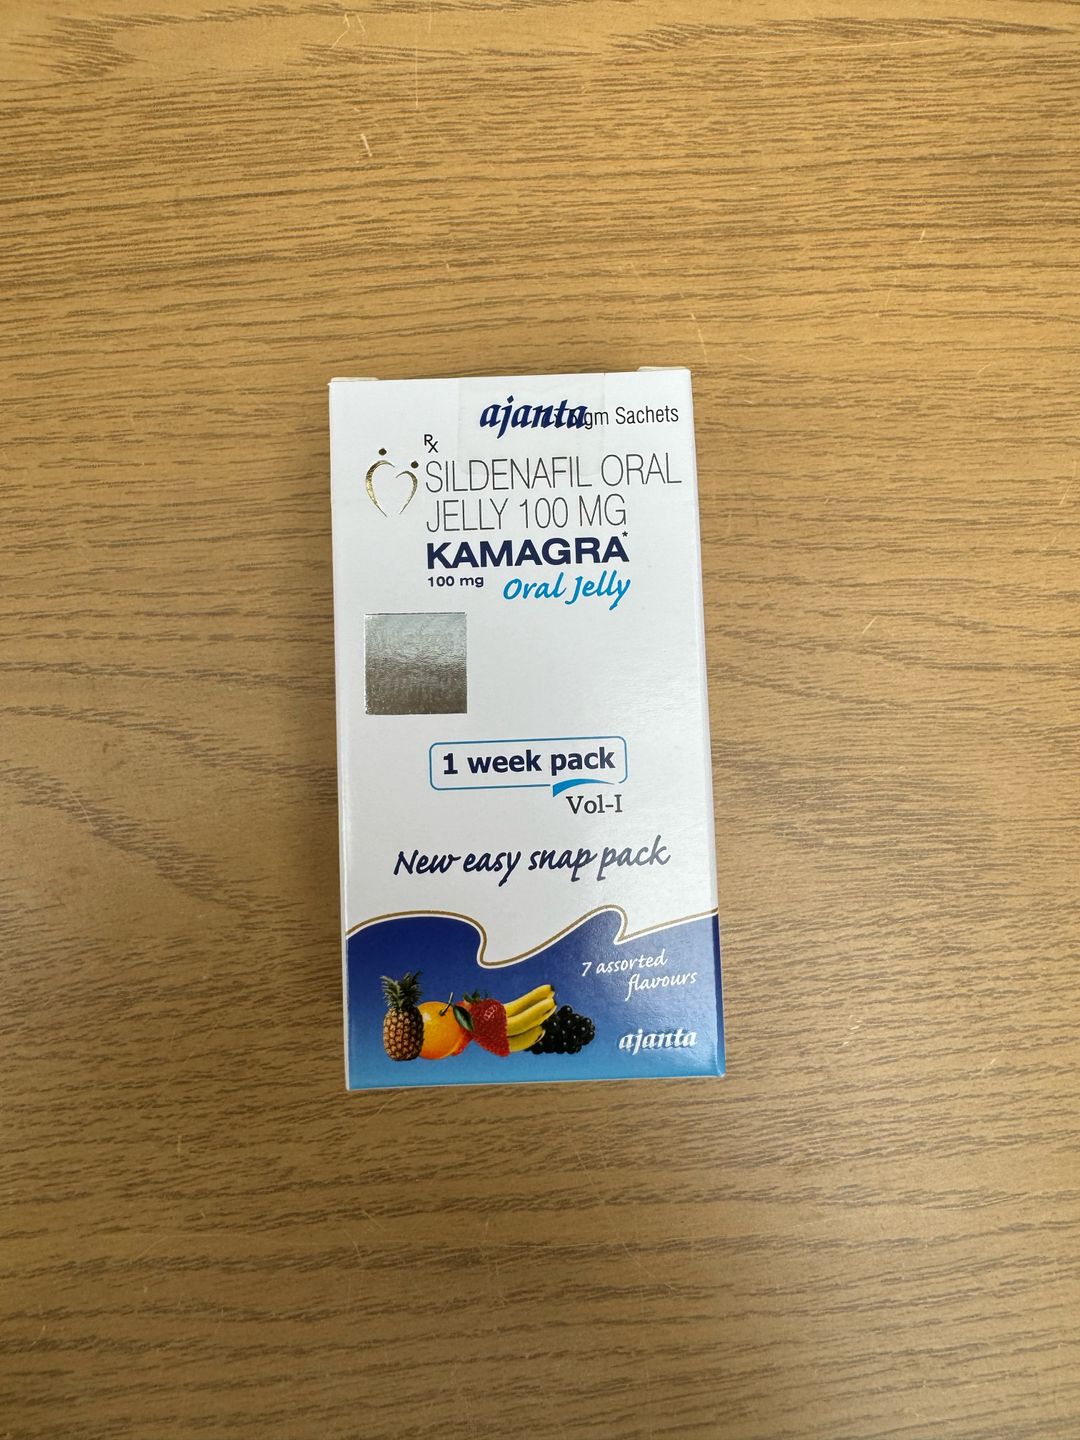 ajanta
gm Sachets
Rx
SILDENAFIL ORAL
JELLY 100 MG
KAMAGRA*
100 mg Oral Jelly
1 week pack
Vol-I
New easy snap pack
7 assorted
flavours
ajanta